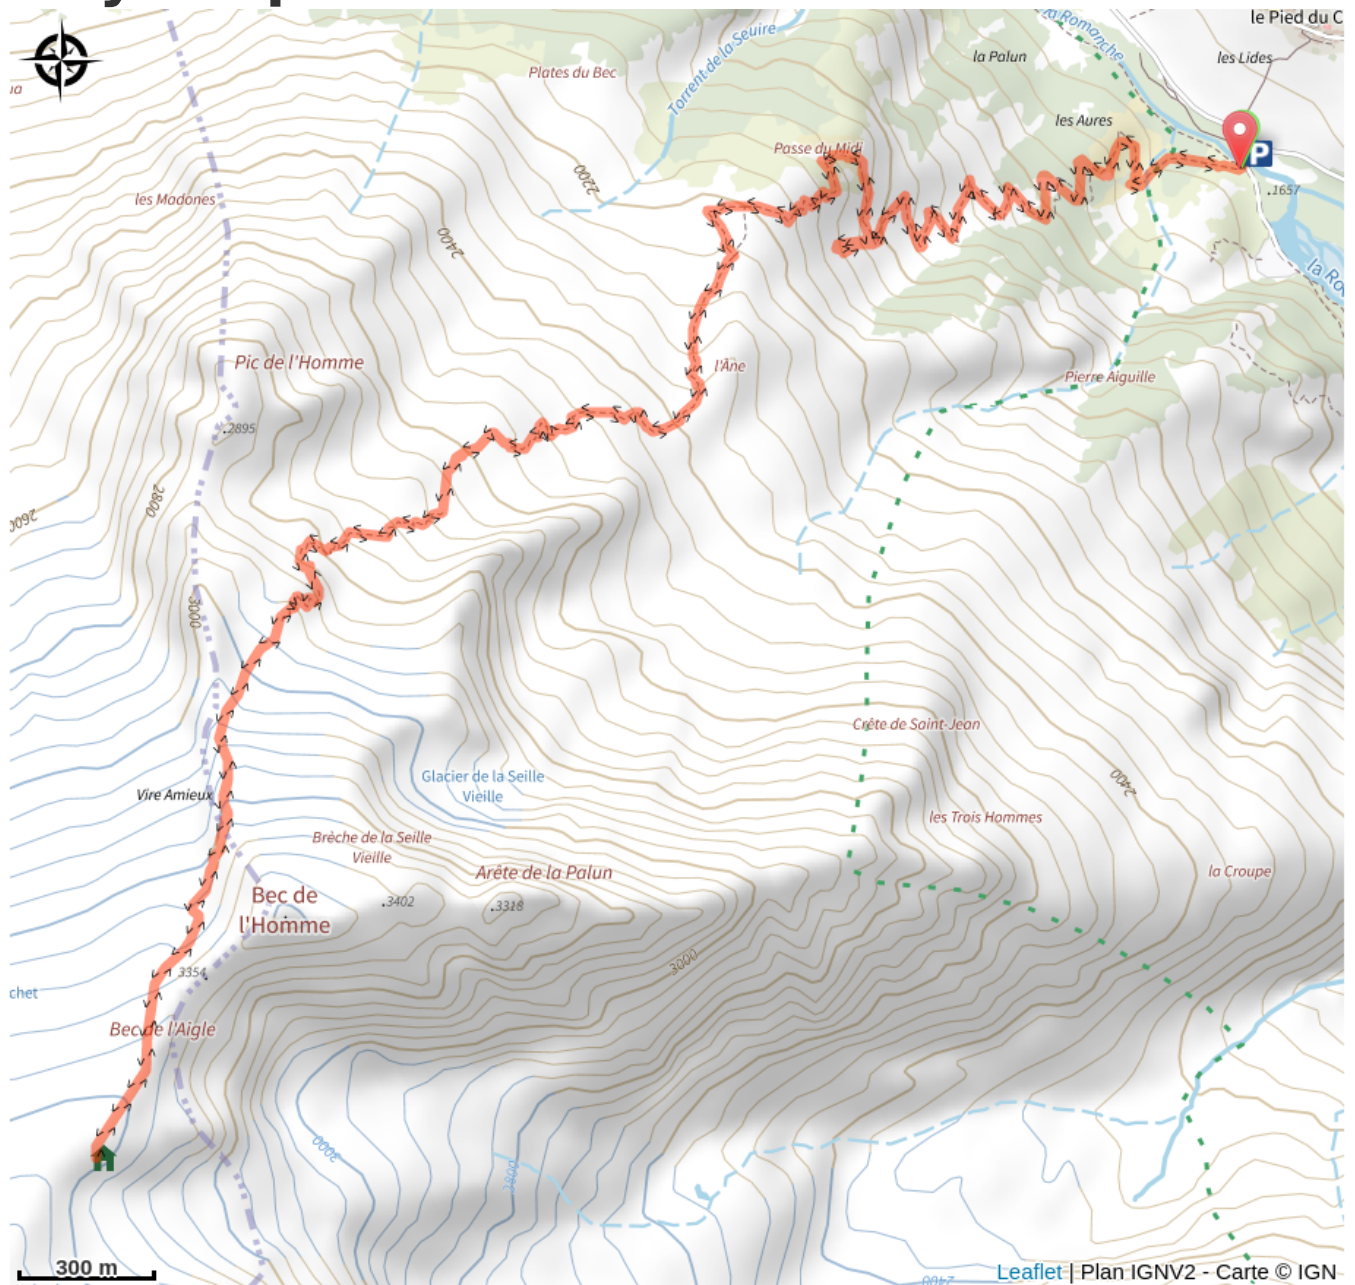 la Romanche
le Pied du C
Torrent de la Seuire
la Palun
les Lides
Plates du Bec
les Aures
Passe du Midi
P
2200
.1657
les Madones
2400
la Ro
Pic de l'Homme
l'Âne
Pierre Aiguille
.2895
2800
2600
3000
Crête de Saint-Jean
Glacier de la Seille
Vieille
2400
Vire Amieux
les Trois Hommes
Brèche de la Seille
Vieille
Arête de la Palun
la Croupe
Bec de
l'Homme
.3402
.3318
3000
3354.
chet
Bec de l'Aigle
3000
2800
300 m
2400
Leaflet | Plan IGNV2 - Carte © IGN